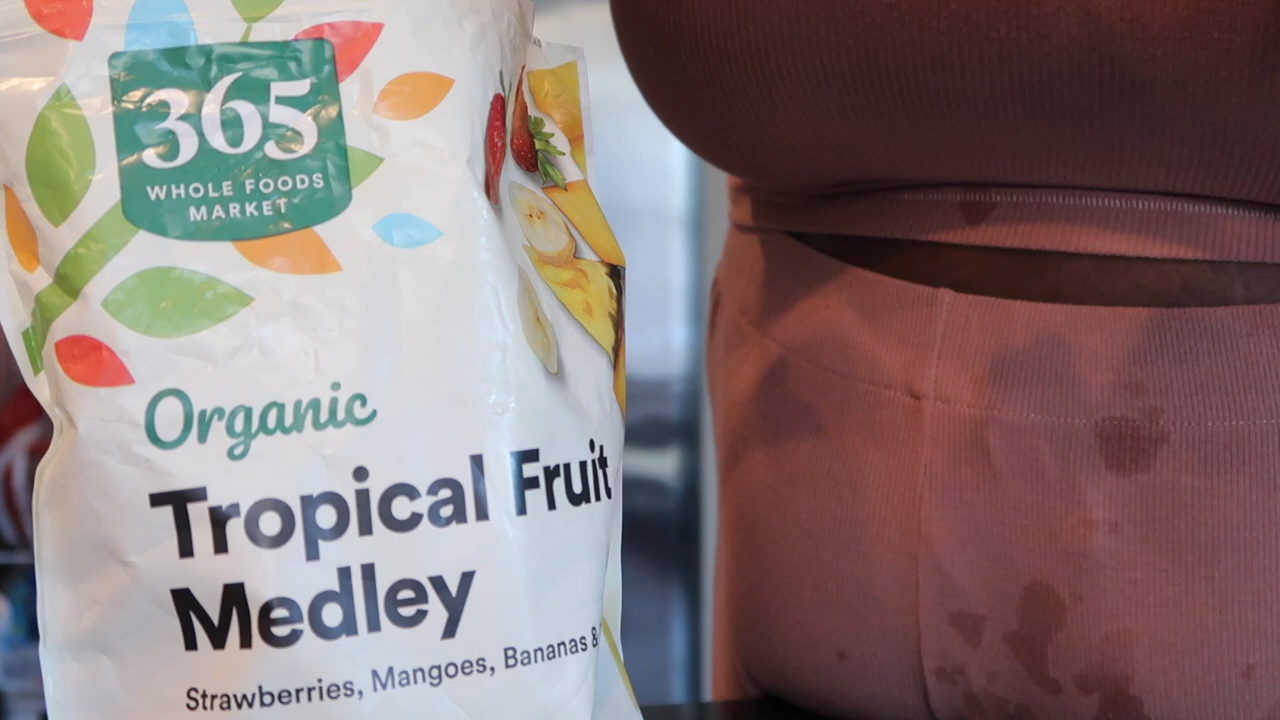 365
WHOLE FOODS
MARKET
Organic
Tropical Fruit
Medley
Strawberries, Mangoes, Bananas &